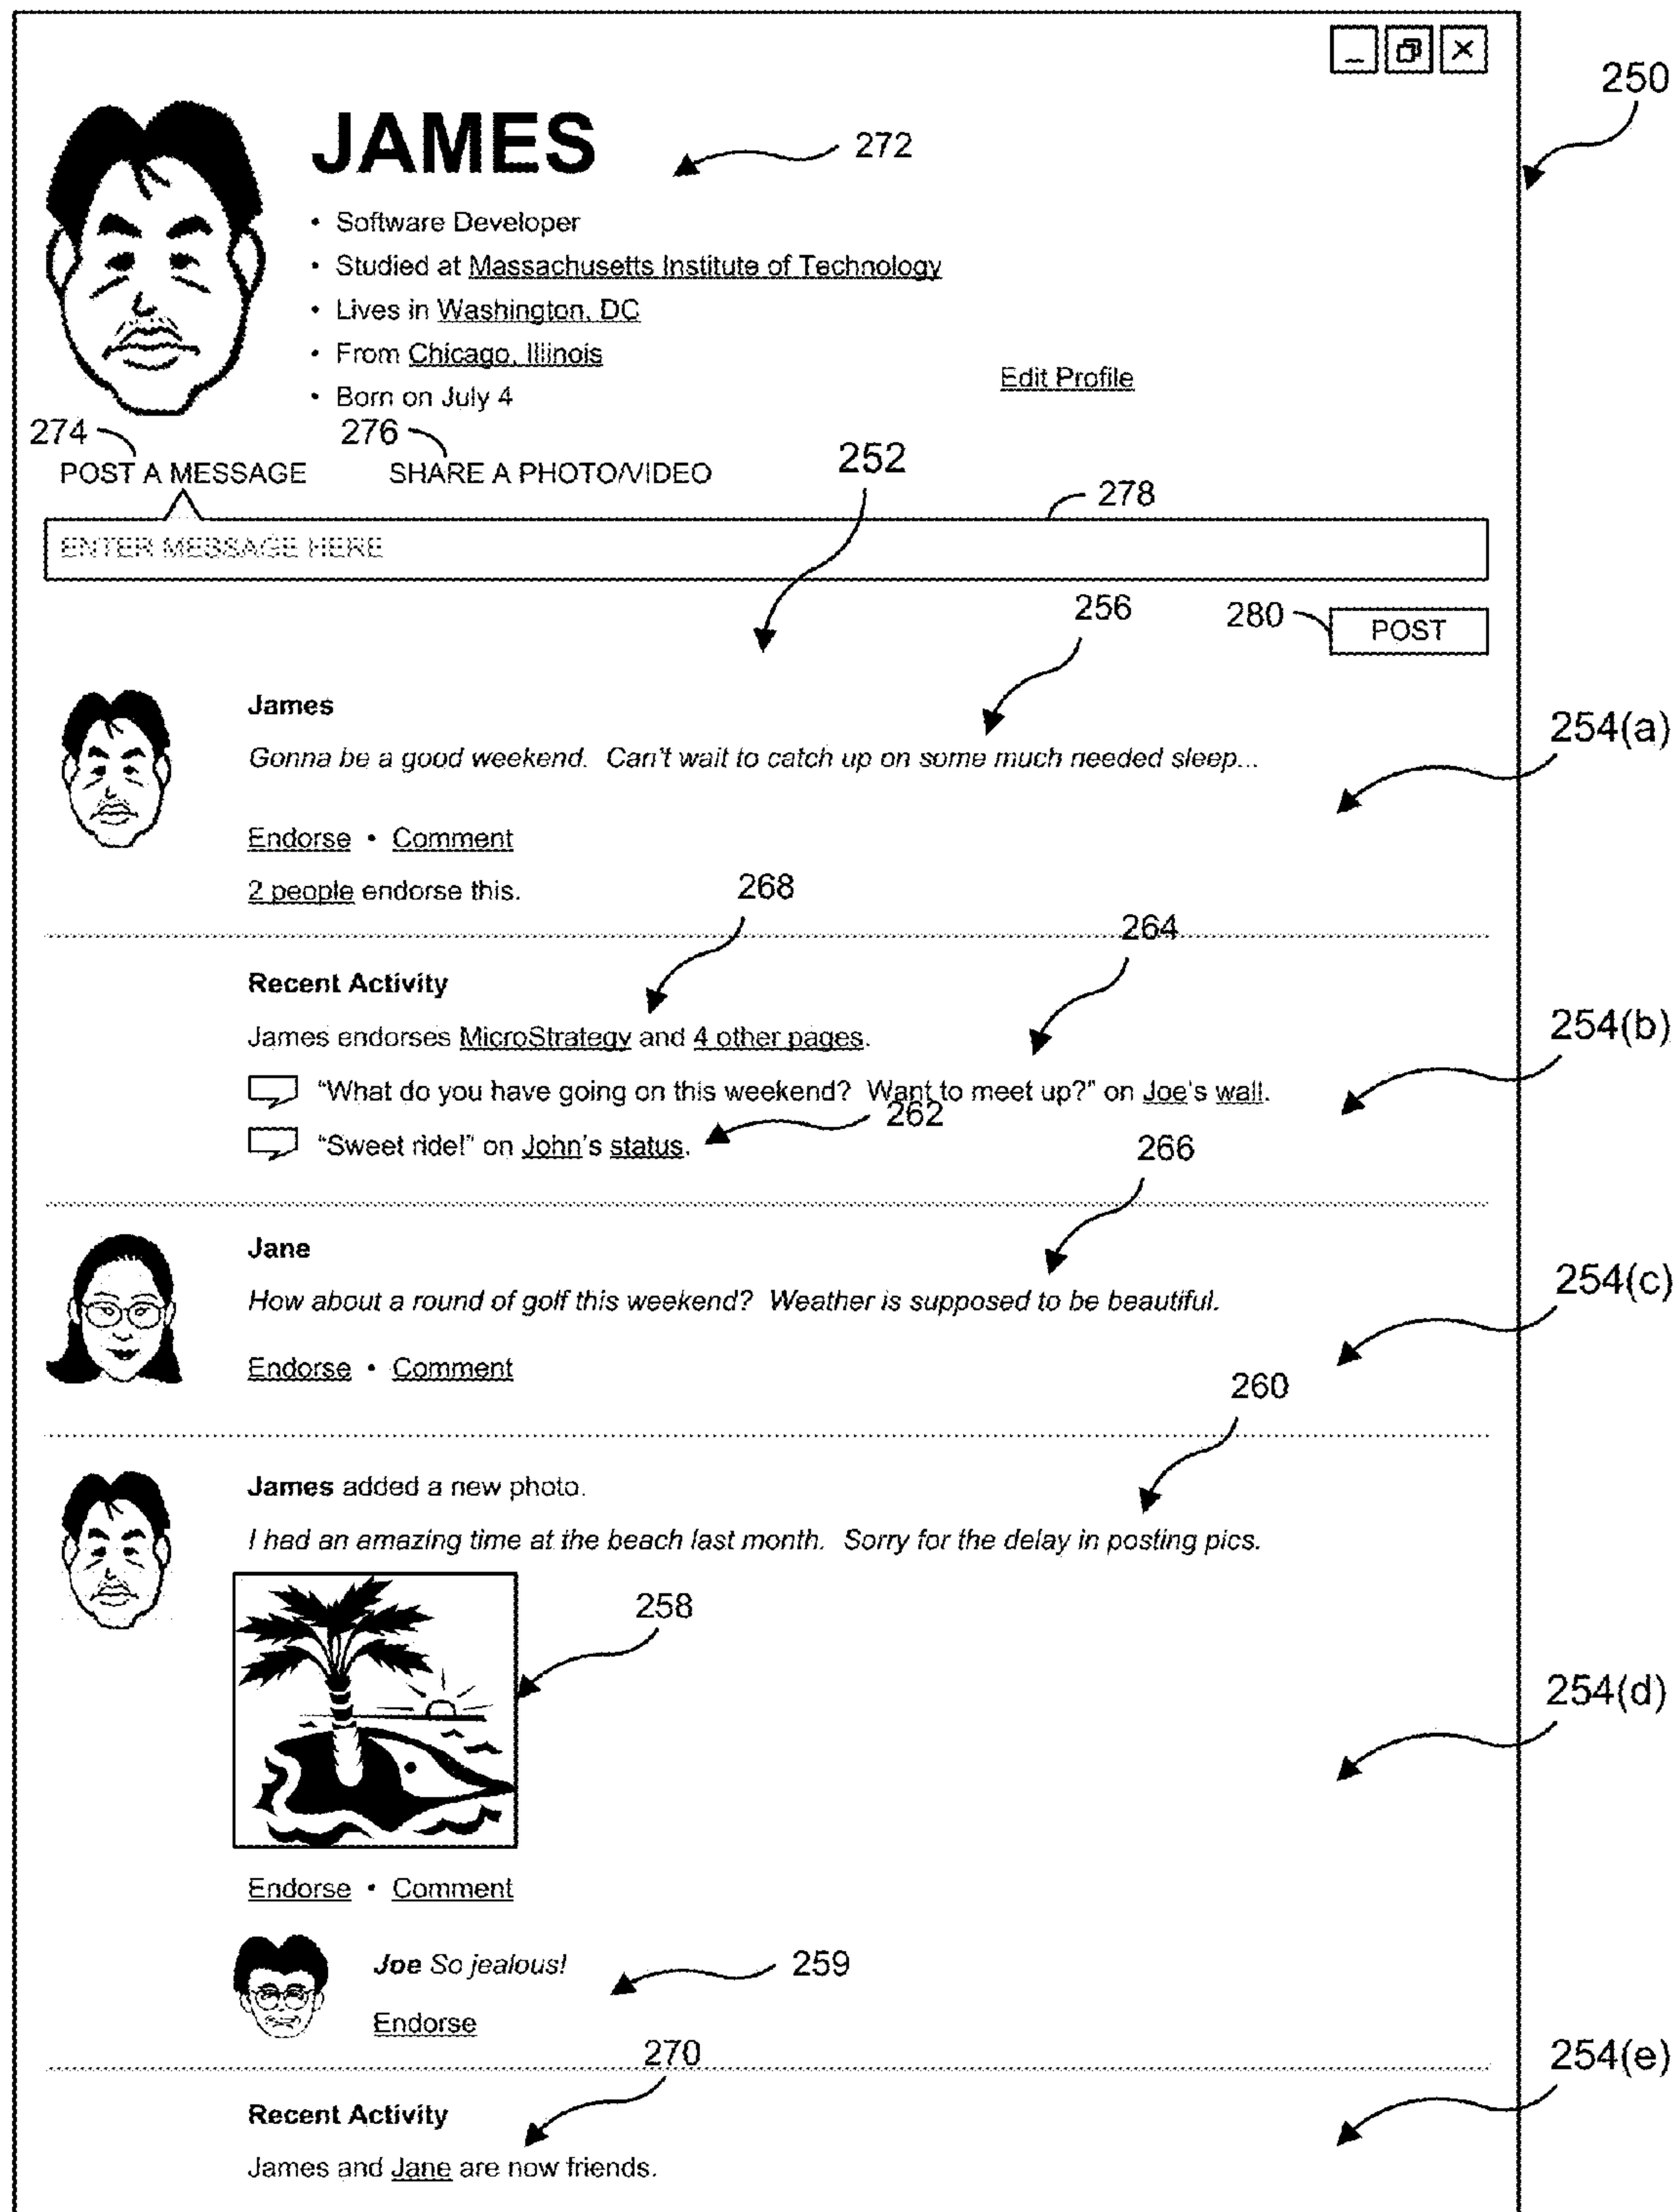 250
JAMES
272
• Software Developer
• Studied at Massachusetts Institute of Technology
• Lives in Washington, DC
• From Chicago, Illinois
Edit Profile
• Born on July 4
274
276
252
POST A MESSAGE SHARE A PHOTO/VIDEO
278
ENTER MESSAGE HERE
256
280
POST
James
254(a)
Gonna be a good weekend. Can't wait to catch up on some much needed sleep...
Endorse • Comment
268
2 people endorse this.
264
Recent Activity
254(b)
James endorses MicroStrategy and 4 other pages.
"What do you have going on this weekend? Want to meet up?" on Joe's wall.
262
"Sweet ride!" on John's status.
266
Jane
254(c)
How about a round of golf this weekend? Weather is supposed to be beautiful.
Endorse • Comment
260
James added a new photo.
I had an amazing time at the beach last month. Sorry for the delay in posting pics.
258
254(d)
Endorse • Comment
Joe So jealous!
259
Endorse
270
254(e)
Recent Activity
James and Jane are now friends.